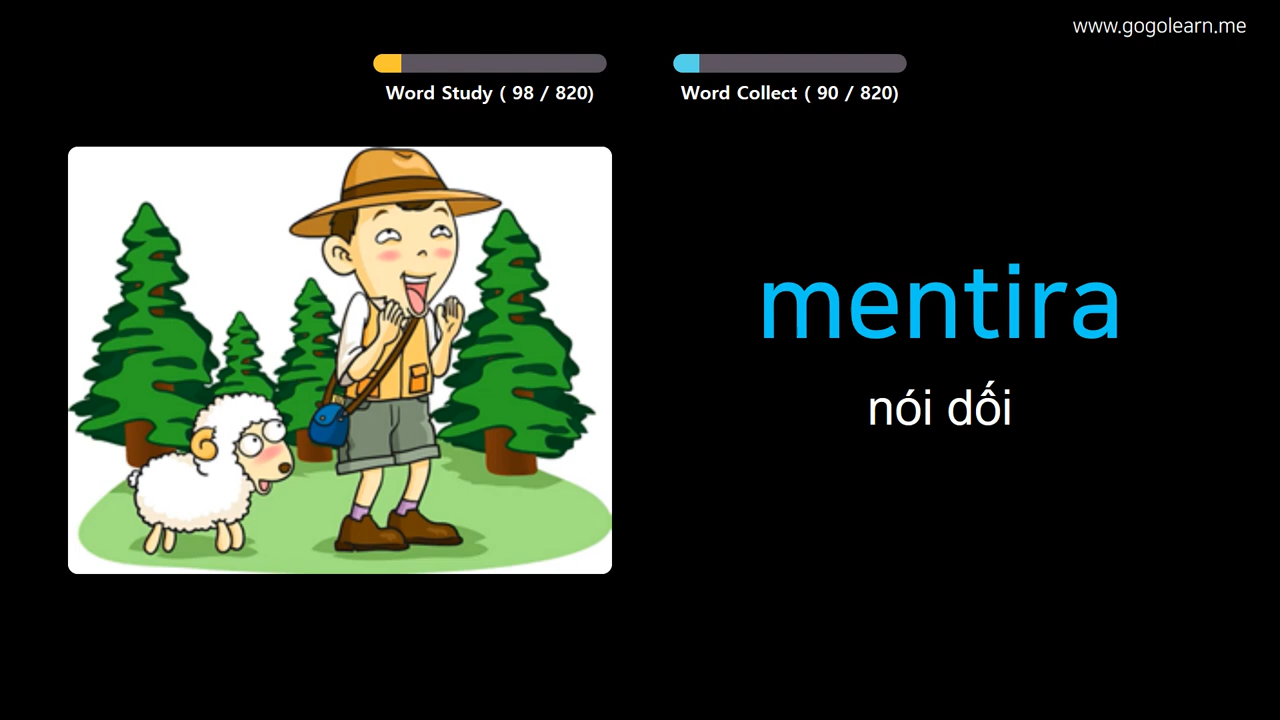 www.gogolearn.me
Word Study ( 98 / 820)
Word Collect ( 90 / 820)
mentira
nói dối